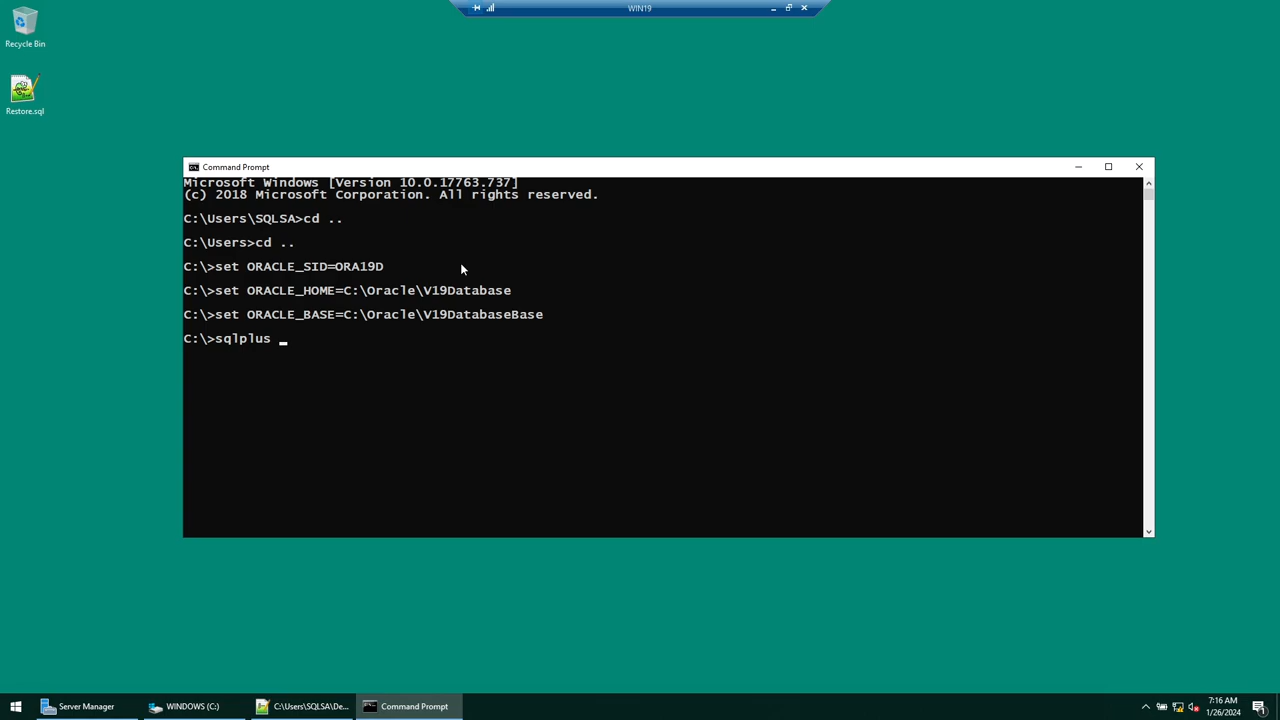 WIN19
Recycle Bin
Restore.sql
Command Prompt
Microsoft Windows [Version 10.0.17763.737]
(c) 2018 Microsoft Corporation. All rights reserved.
C:\Users\SQLSA>cd ..
C:\Users>cd ..
C:\>set ORACLE_SID=ORA19D
C:\>set ORACLE_HOME=C:\Oracle\V19Database
C:\>set ORACLE_BASE=C:\Oracle\V19DatabaseBase
C:\>sqlplus _
Server Manager
WINDOWS (C:)
C:\Users\SQLSA\De...
Command Prompt
7:16 AM
1/26/2024
1